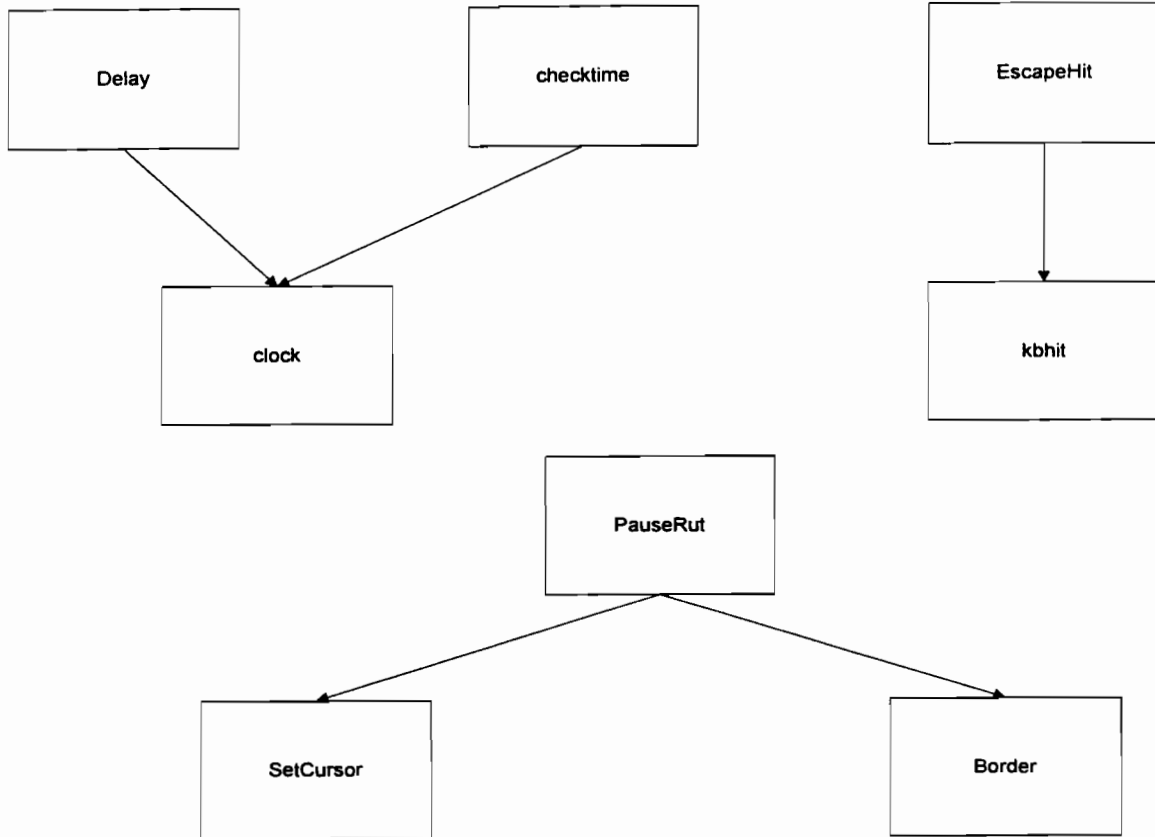 Delay
checktime
EscapeHit
clock
kbhit
PauseRut
SetCursor
Border